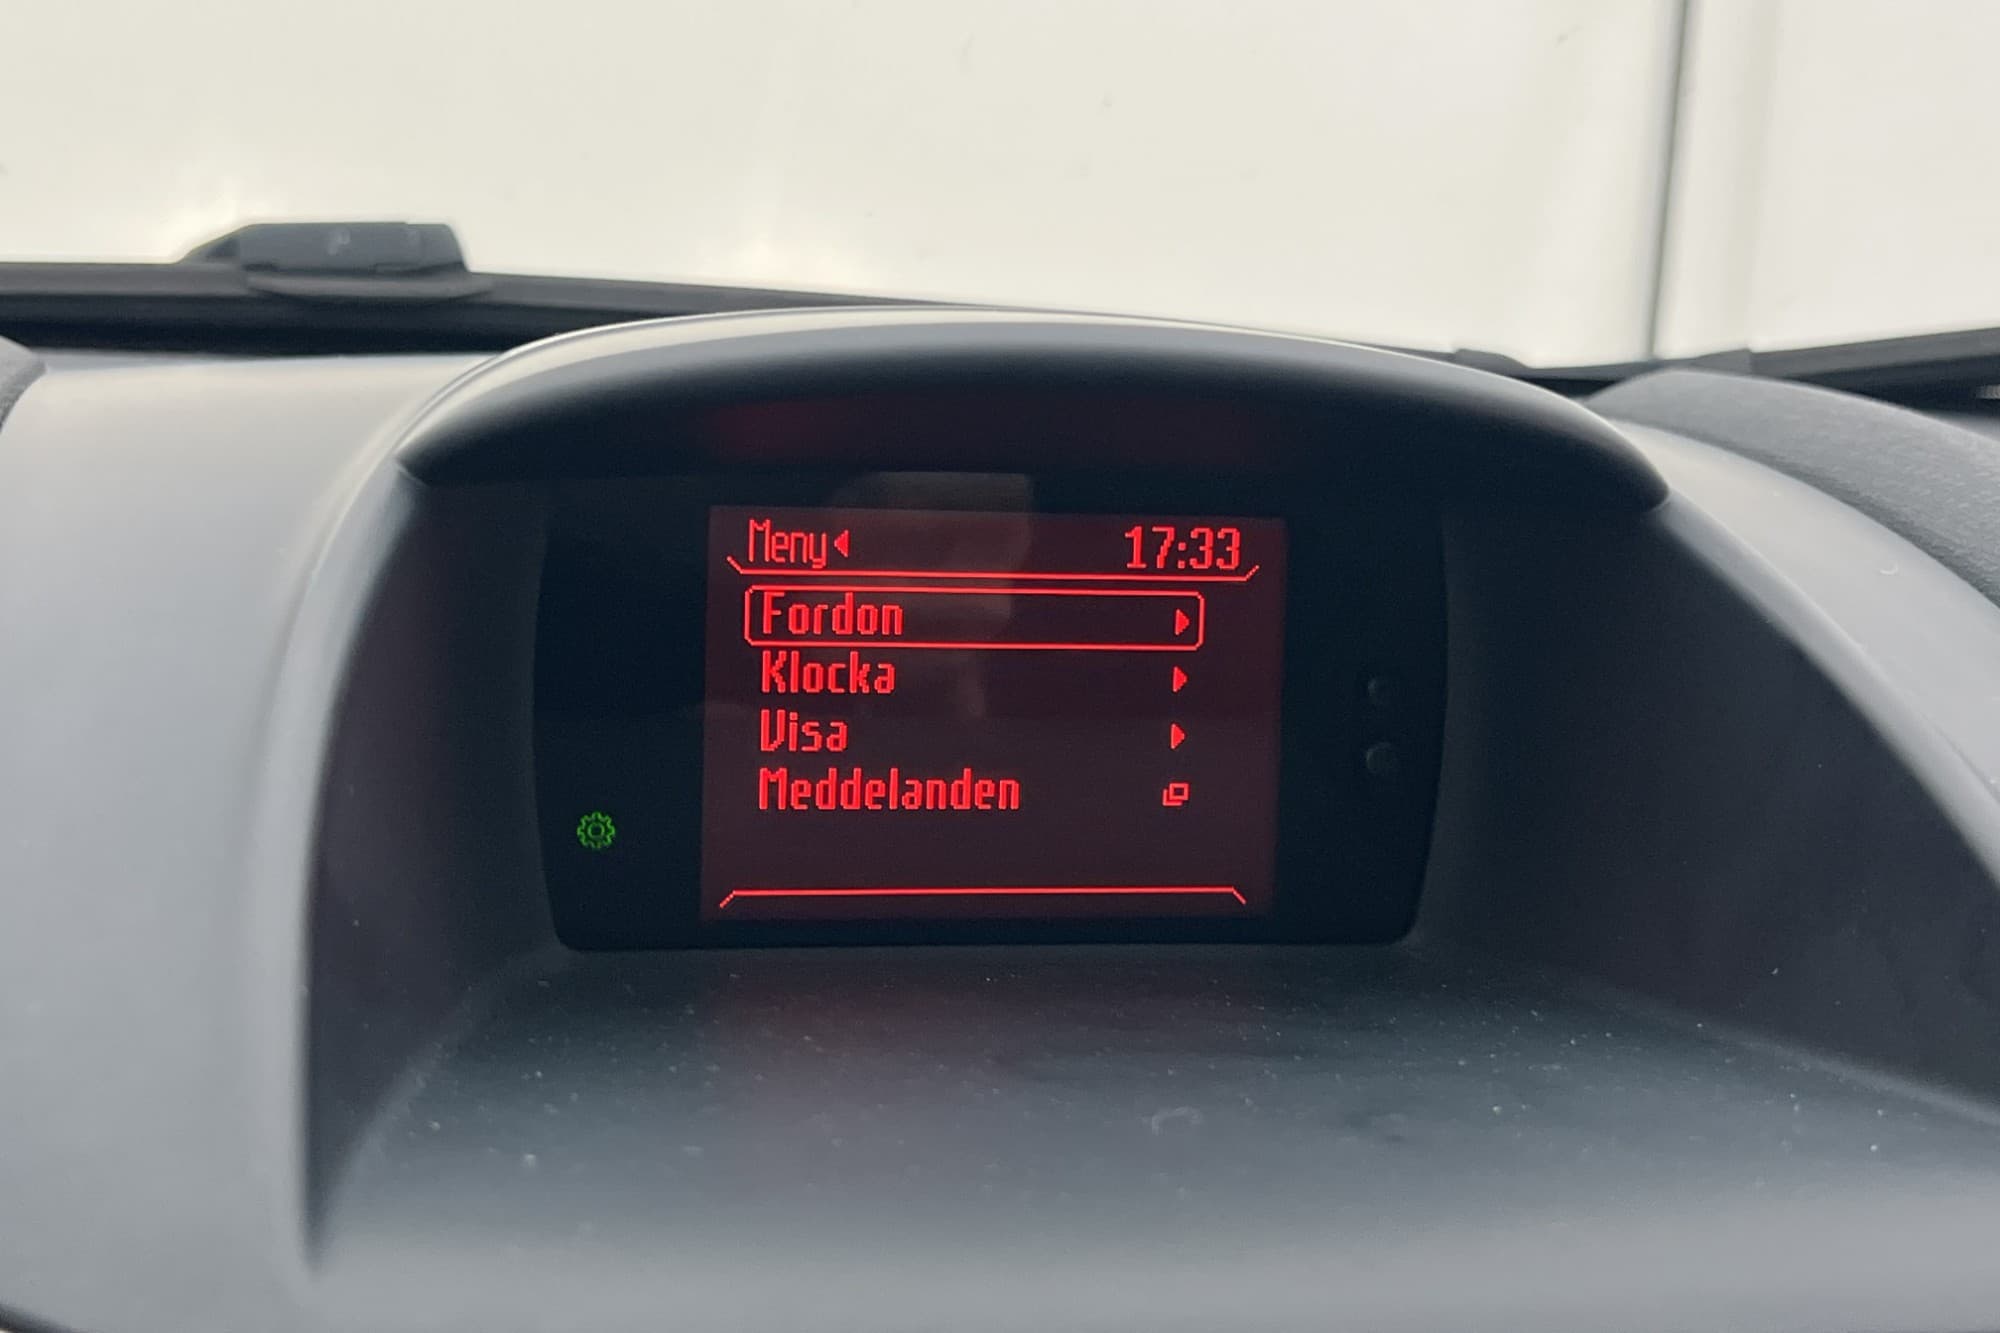 Meny 17:33
Fordon
Klocka
Visa
Meddelanden